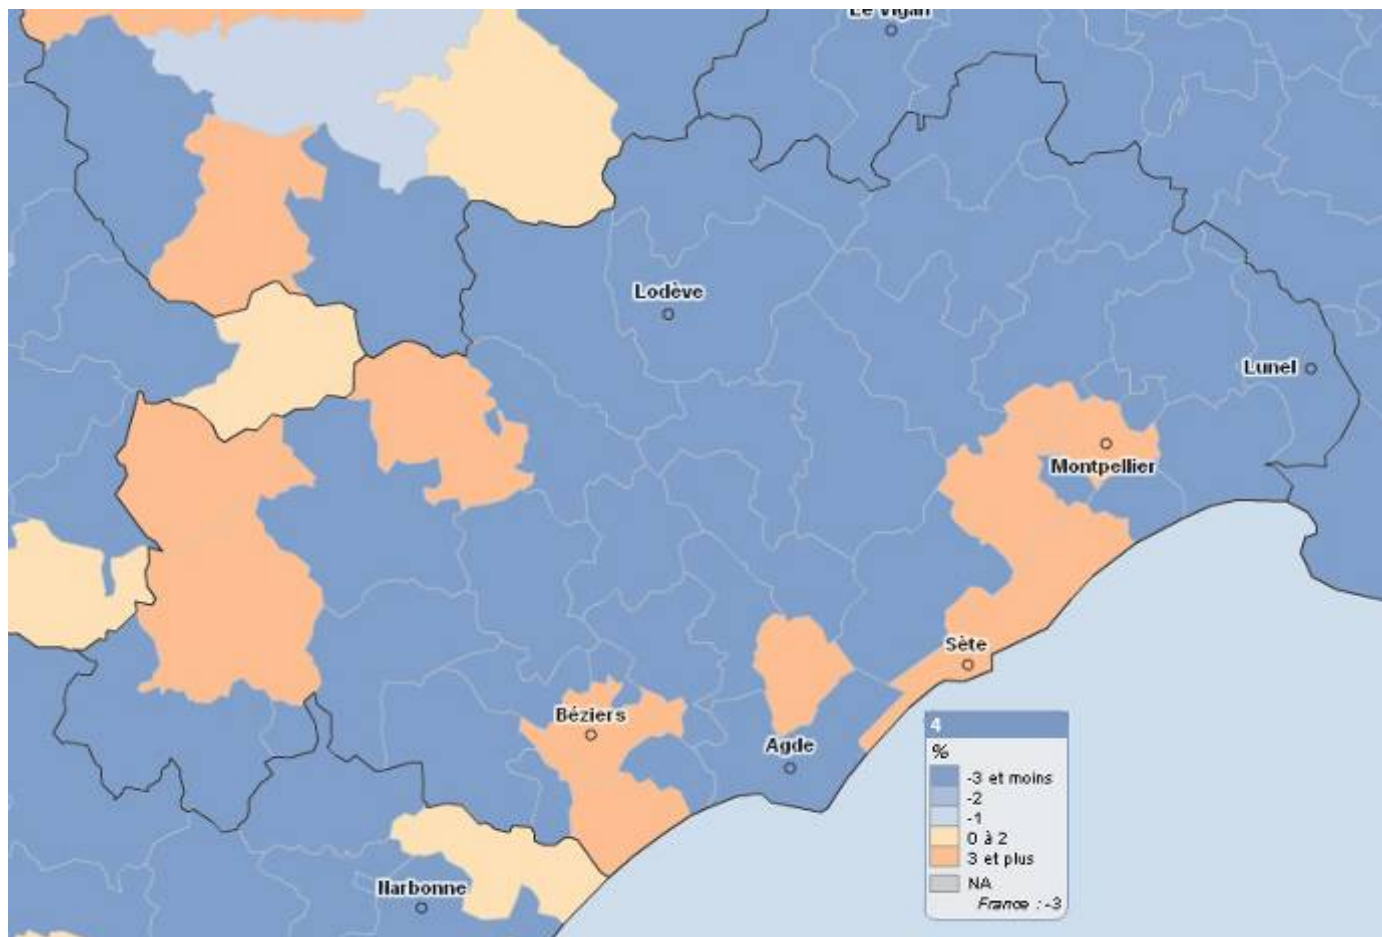 Le Vigan
Lodève
Lunel
Montpellier
Sète
Béziers
Agde
Narbonne
4
%
-3 et moins
-2
-1
0 à 2
3 et plus
NA
France : -3